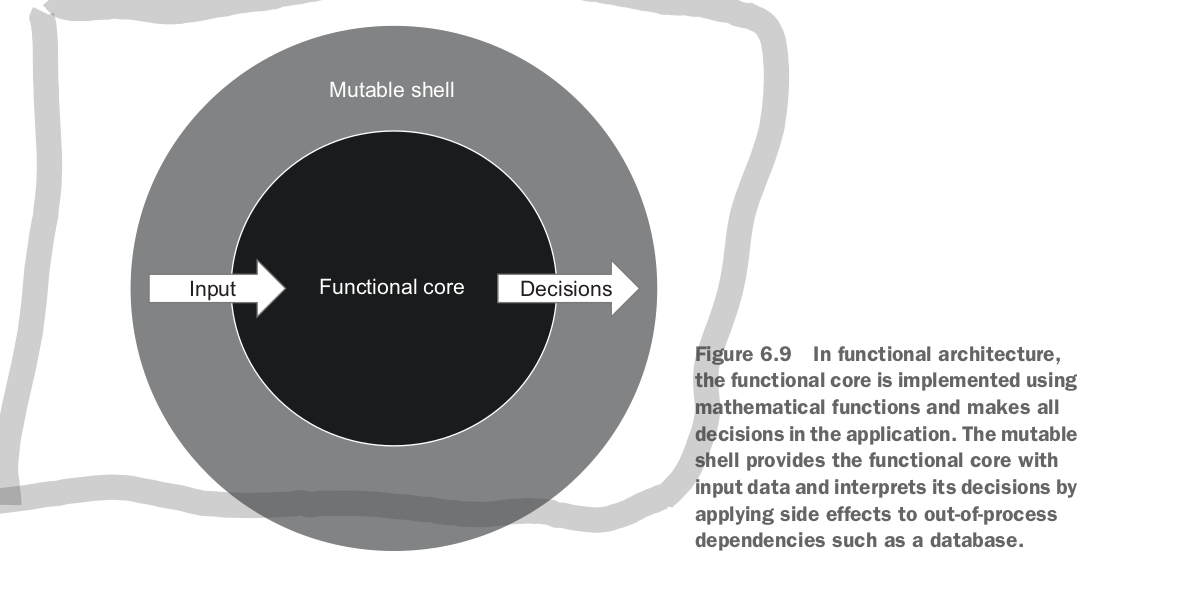 Mutable shell
Input
Functional core
Decisions
Figure 6.9 In functional architecture,
the functional core is implemented using
mathematical functions and makes all
decisions in the application. The mutable
shell provides the functional core with
input data and interprets its decisions by
applying side effects to out-of-process
dependencies such as a database.